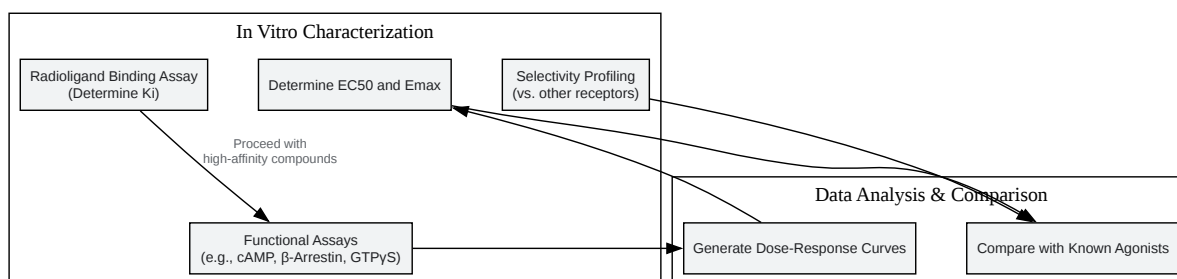 In Vitro Characterization
Radioligand Binding Assay
(Determine Ki)
Determine EC50 and Emax
Selectivity Profiling
(vs. other receptors)
Proceed with
high-affinity compounds
Data Analysis & Comparison
Functional Assays
(e.g., cAMP, β-Arrestin, GTPγS)
Generate Dose-Response Curves
Compare with Known Agonists